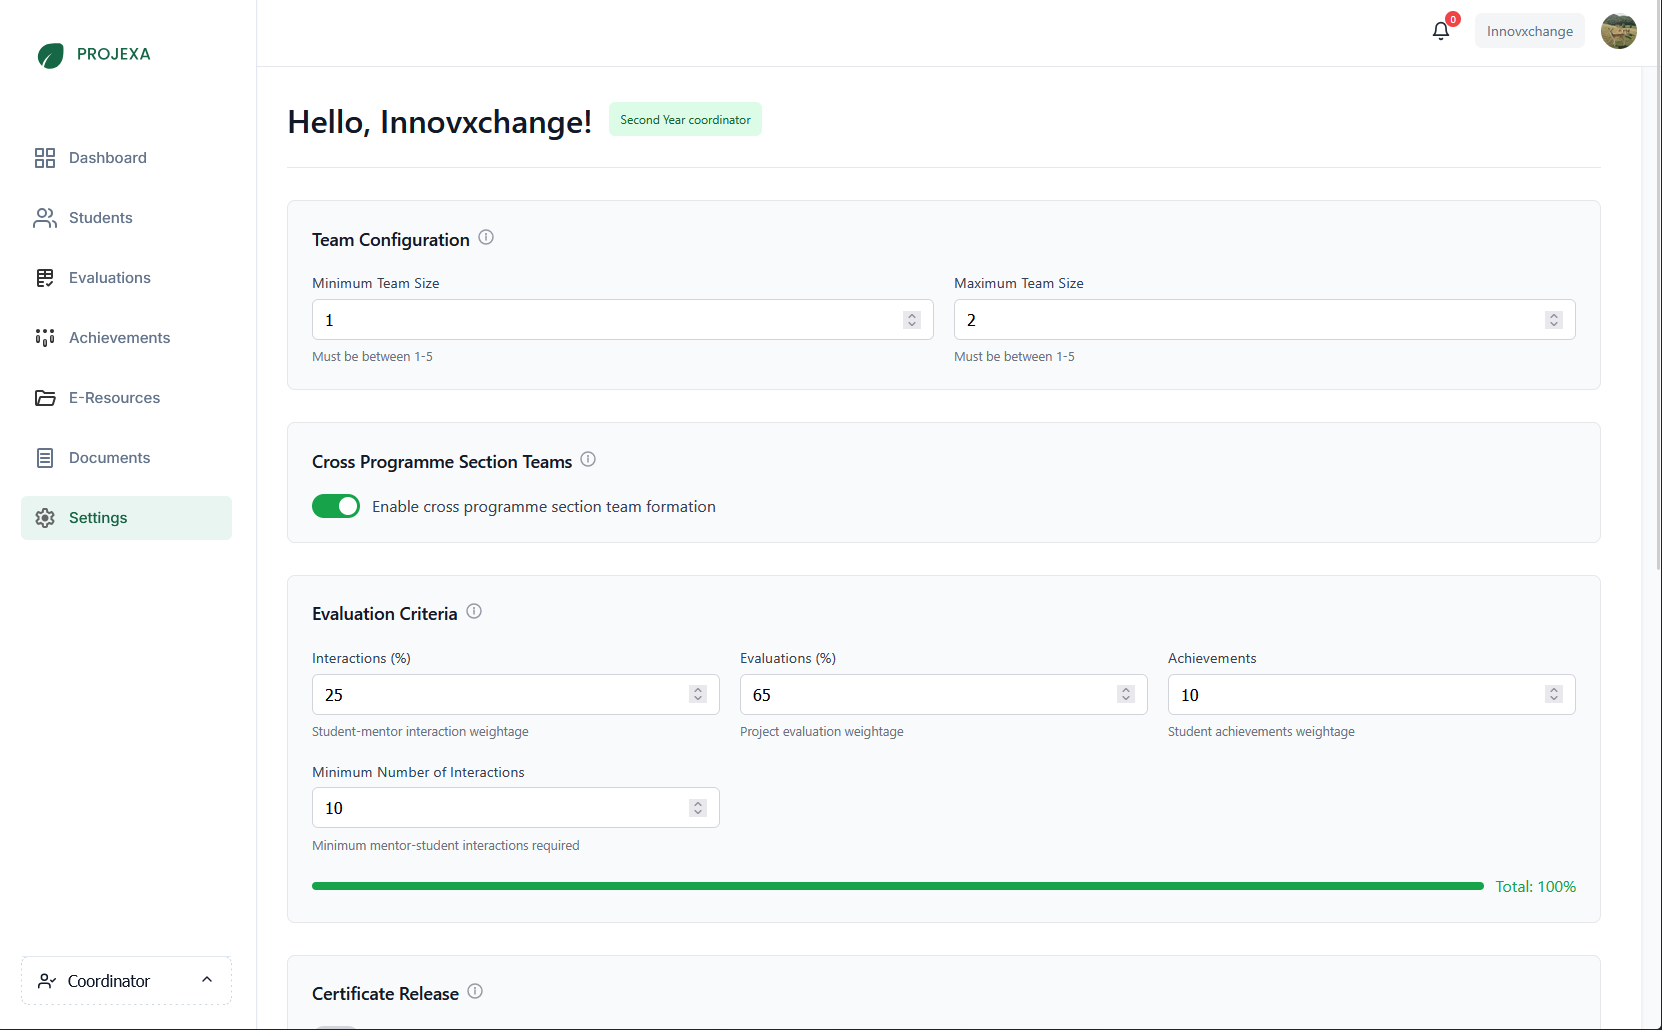 PROJEXA
0
Innovxchange
Dashboard
Students
Evaluations
Achievements
E-Resources
Documents
Settings
Coordinator
Hello, Innovxchange!
Second Year coordinator
Team Configuration
Minimum Team Size
Maximum Team Size
1
2
Must be between 1-5
Must be between 1-5
Cross Programme Section Teams
Enable cross programme section team formation
Evaluation Criteria
Interactions (%)
Evaluations (%)
Achievements
25
65
10
Student-mentor interaction weightage
Project evaluation weightage
Student achievements weightage
Minimum Number of Interactions
10
Minimum mentor-student interactions required
Total: 100%
Certificate Release